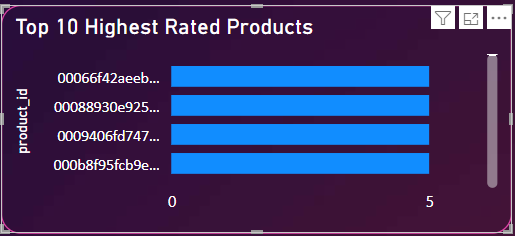 Top 10 Highest Rated Products
product_id
00066f42aeeb...
00088930e925...
0009406fd747...
000b8f95fcb9e...
0 5